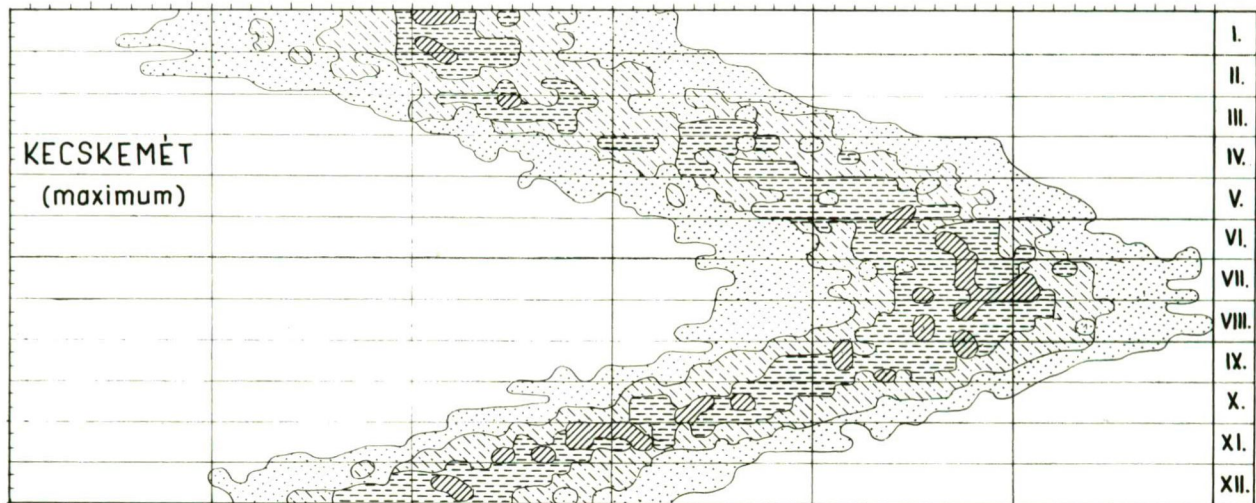 KECSKEMÉT
(maximum)
I.
II.
III.
IV.
V.
VI.
VII.
VIII.
IX.
X.
XI.
XII.